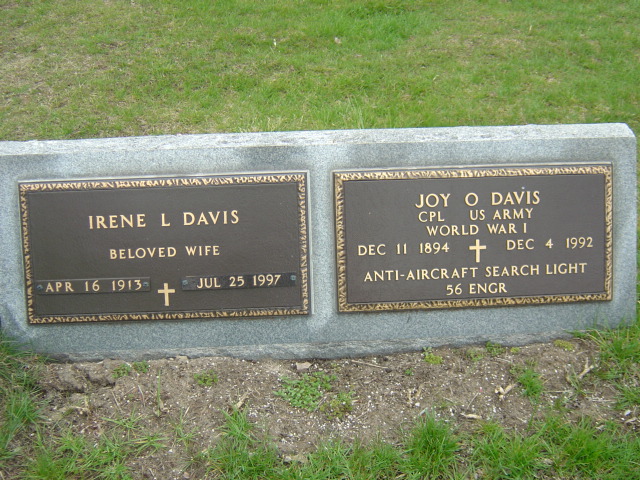 IRENE L DAVIS
BELOVED WIFE
APR 16 1913 JUL 25 1997
JOY O DAVIS
CPL US ARMY
WORLD WAR I
DEC 11 1894 DEC 4 1992
ANTI-AIRCRAFT SEARCH LIGHT
56 ENGR